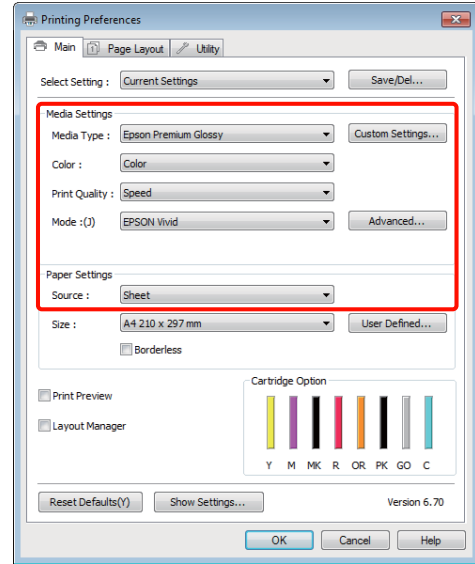 Printing Preferences
Main Page Layout Utility
Select Setting : Current Settings Save/Del...
Media Settings
Media Type : Epson Premium Glossy Custom Settings...
Color : Color
Print Quality : Speed
Mode :(J) EPSON Vivid Advanced...
Paper Settings
Source : Sheet
Size : A4 210 x 297 mm User Defined...
Borderless
Cartridge Option
Print Preview
Layout Manager
Y M MK R OR PK GO C
Reset Defaults(Y) Show Settings... Version 6.70
OK Cancel Help